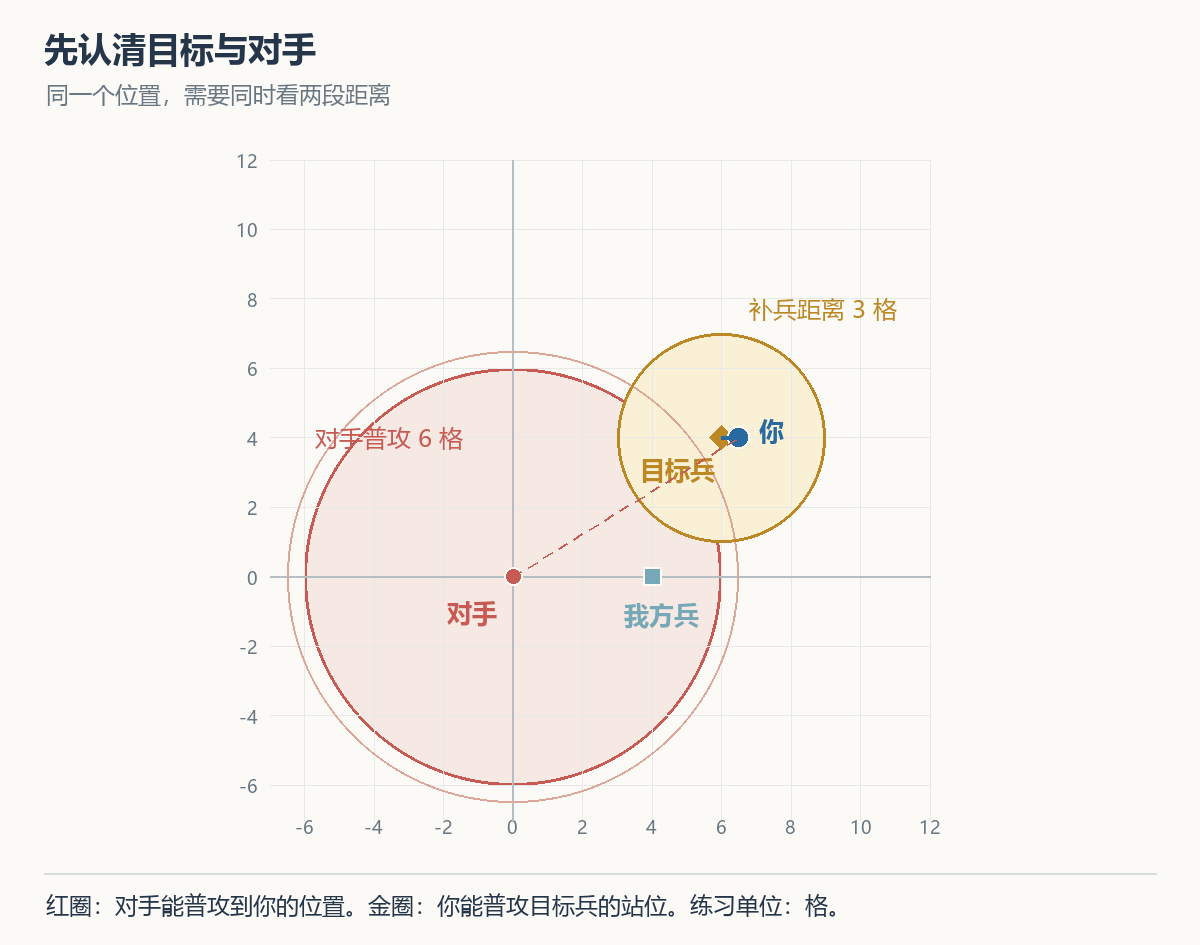 先认清目标与对手
同一个位置，需要同时看两段距离
12
10
8
补兵距离 3 格
6
对手普攻 6 格
4
你
目标兵
2
0
对手
我方兵
-2
-4
-6
-6 -4 -2 0 2 4 6 8 10 12
红圈：对手能普攻到你的位置。金圈：你能普攻目标兵的站位。练习单位：格。